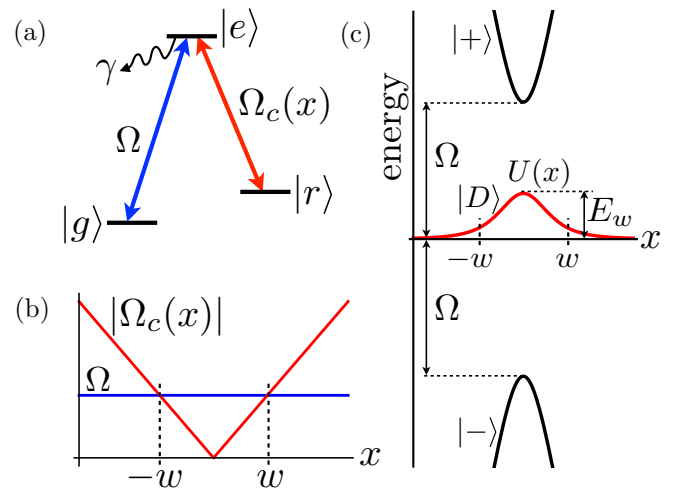 (a)
|e⟩
γ
Ω
Ω_c(x)
|g⟩
|r⟩
(b)
|Ω_c(x)|
Ω
−w
w
x
(c)
energy
|+⟩
Ω
U(x)
|D⟩
E_w
−w
w
x
Ω
|−⟩